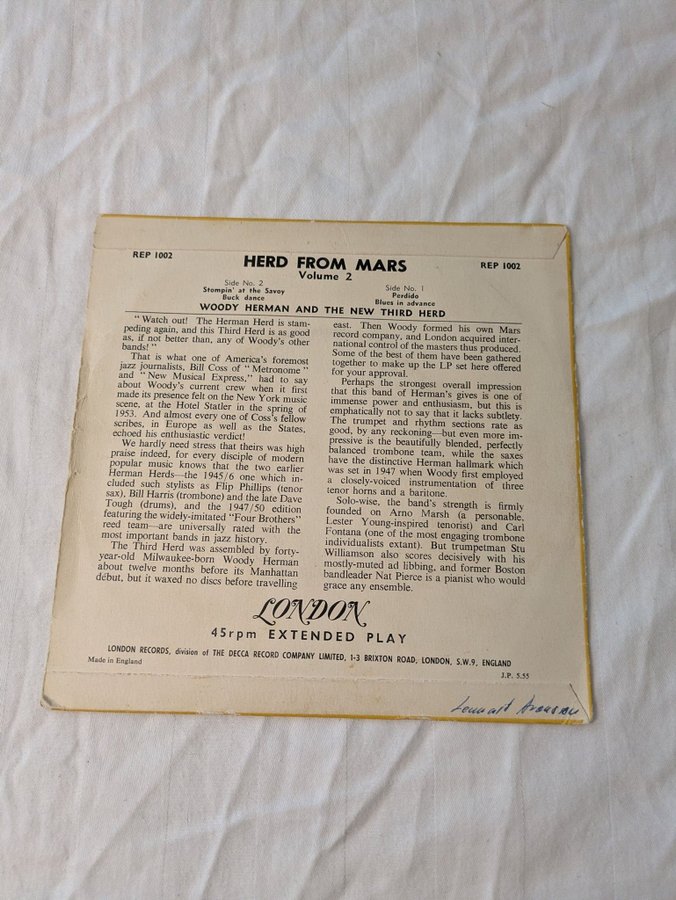 REP 1002
HERD FROM MARS
REP 1002
Volume 2
Side No. 2
Stompin' at the Savoy
Buck dance
Side No. 1
Perdido
Blues in advance
WOODY HERMAN AND THE NEW THIRD HERD
"Watch out! The Herman Herd is stam-
peding again, and this Third Herd is as good
as, if not better than, any of Woody's other
bands!"
That is what one of America's foremost
jazz journalists, Bill Coss of "Metronome"
and "New Musical Express," had to say
about Woody's current crew when it first
made its presence felt on the New York music
scene, at the Hotel Statler in the spring of
1953. And almost every one of Coss's fellow
scribes, in Europe as well as the States,
echoed his enthusiastic verdict!
We hardly need stress that theirs was high
praise indeed, for every disciple of modern
popular music knows that the two earlier
Herman Herds—the 1945/6 one which in-
cluded such stylists as Flip Phillips (tenor
sax), Bill Harris (trombone) and the late Dave
Tough (drums), and the 1947/50 edition
featuring the widely-imitated "Four Brothers"
reed team—are universally rated with the
most important bands in jazz history.
The Third Herd was assembled by forty-
year-old Milwaukee-born Woody Herman
about twelve months before its Manhattan
début, but it waxed no discs before travelling
east. Then Woody formed his own Mars
record company, and London acquired inter-
national control of the masters thus produced.
Some of the best of them have been gathered
together to make up the LP set here offered
for your approval.
Perhaps the strongest overall impression
that this band of Herman's gives is one of
immense power and enthusiasm, but this is
emphatically not to say that it lacks subtlety.
The trumpet and rhythm sections rate as
good, by any reckoning—but even more im-
pressive is the beautifully blended, perfectly
balanced trombone team, while the saxes
have the distinctive Herman hallmark which
was set in 1947 when Woody first employed
a closely-voiced instrumentation of three
tenor horns and a baritone.
Solo-wise, the band's strength is firmly
founded on Arno Marsh (a personable,
Lester Young-inspired tenorist) and Carl
Fontana (one of the most engaging trombone
individualists extant). But trumpetman Stu
Williamson also scores decisively with his
mostly-muted ad libbing, and former Boston
bandleader Nat Pierce is a pianist who would
grace any ensemble.
LONDON
45rpm EXTENDED PLAY
LONDON RECORDS, division of THE DECCA RECORD COMPANY LIMITED, 1-3 BRIXTON ROAD, LONDON, S.W.9, ENGLAND
Made in England
J.P. 5.55
Lennart